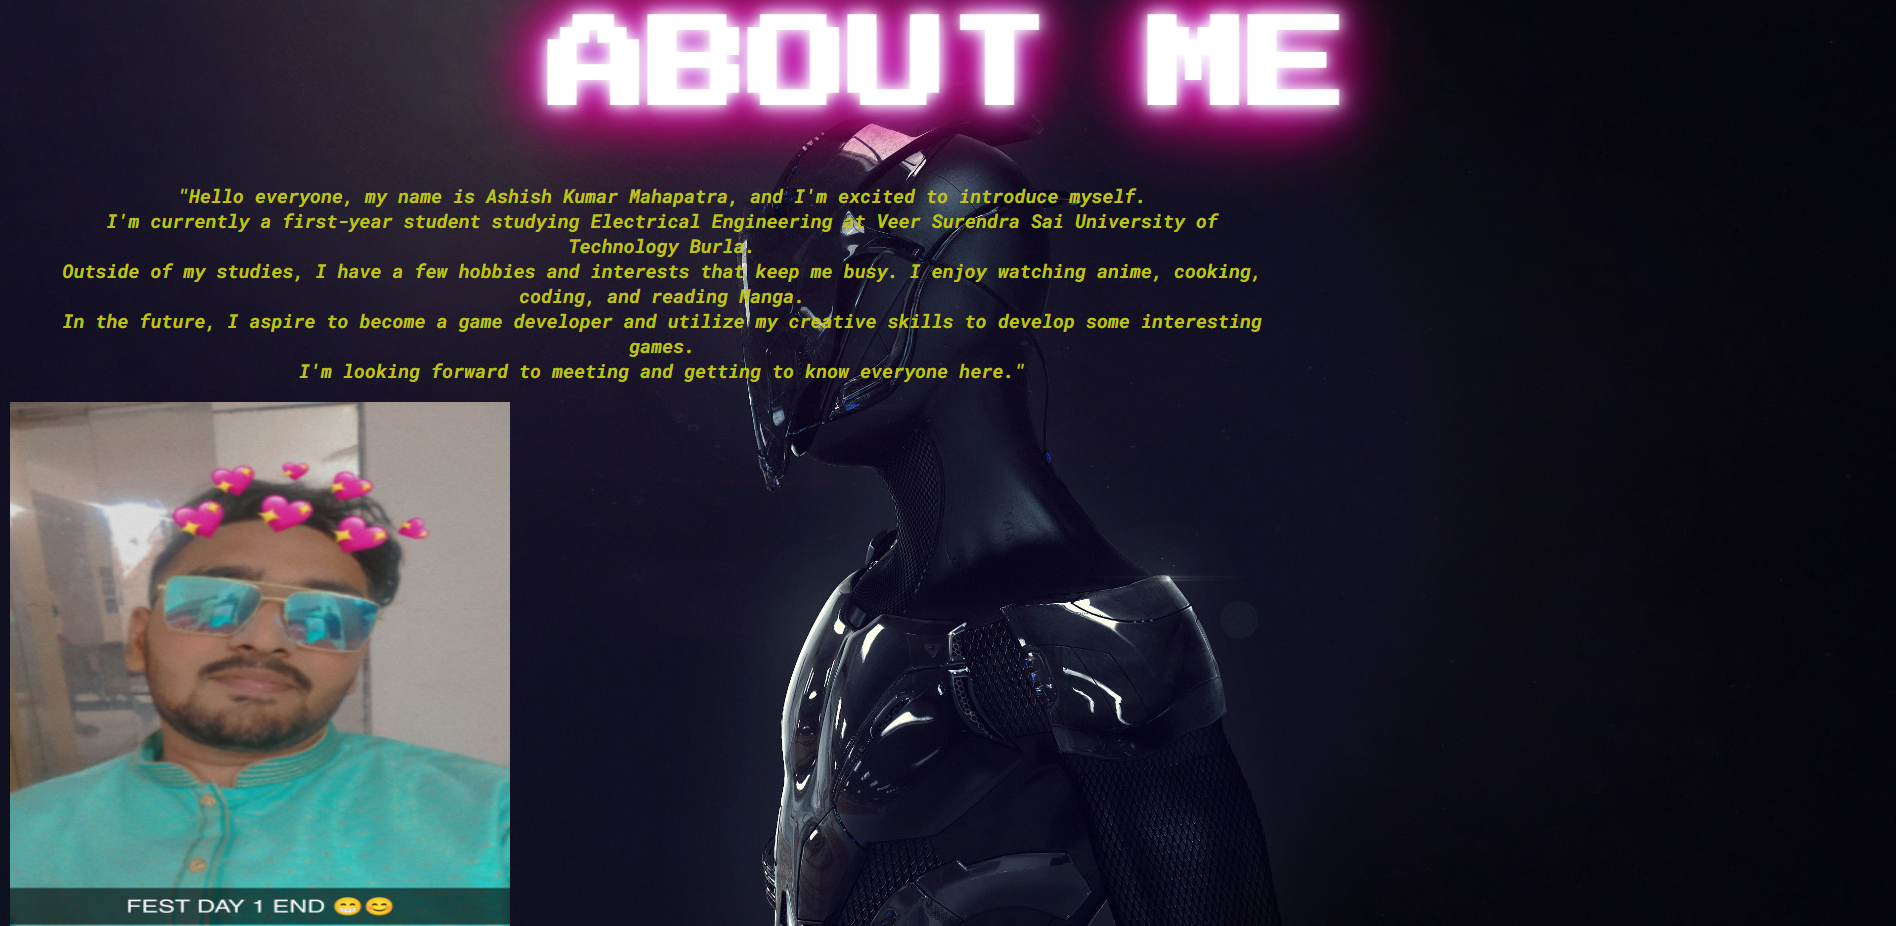 ABOUT ME
"Hello everyone, my name is Ashish Kumar Mahapatra, and I'm excited to introduce myself.
I'm currently a first-year student studying Electrical Engineering at Veer Surendra Sai University of
Technology Burla.
Outside of my studies, I have a few hobbies and interests that keep me busy. I enjoy watching anime, cooking,
coding, and reading Manga.
In the future, I aspire to become a game developer and utilize my creative skills to develop some interesting
games.
I'm looking forward to meeting and getting to know everyone here."
FEST DAY 1 END 😁😊